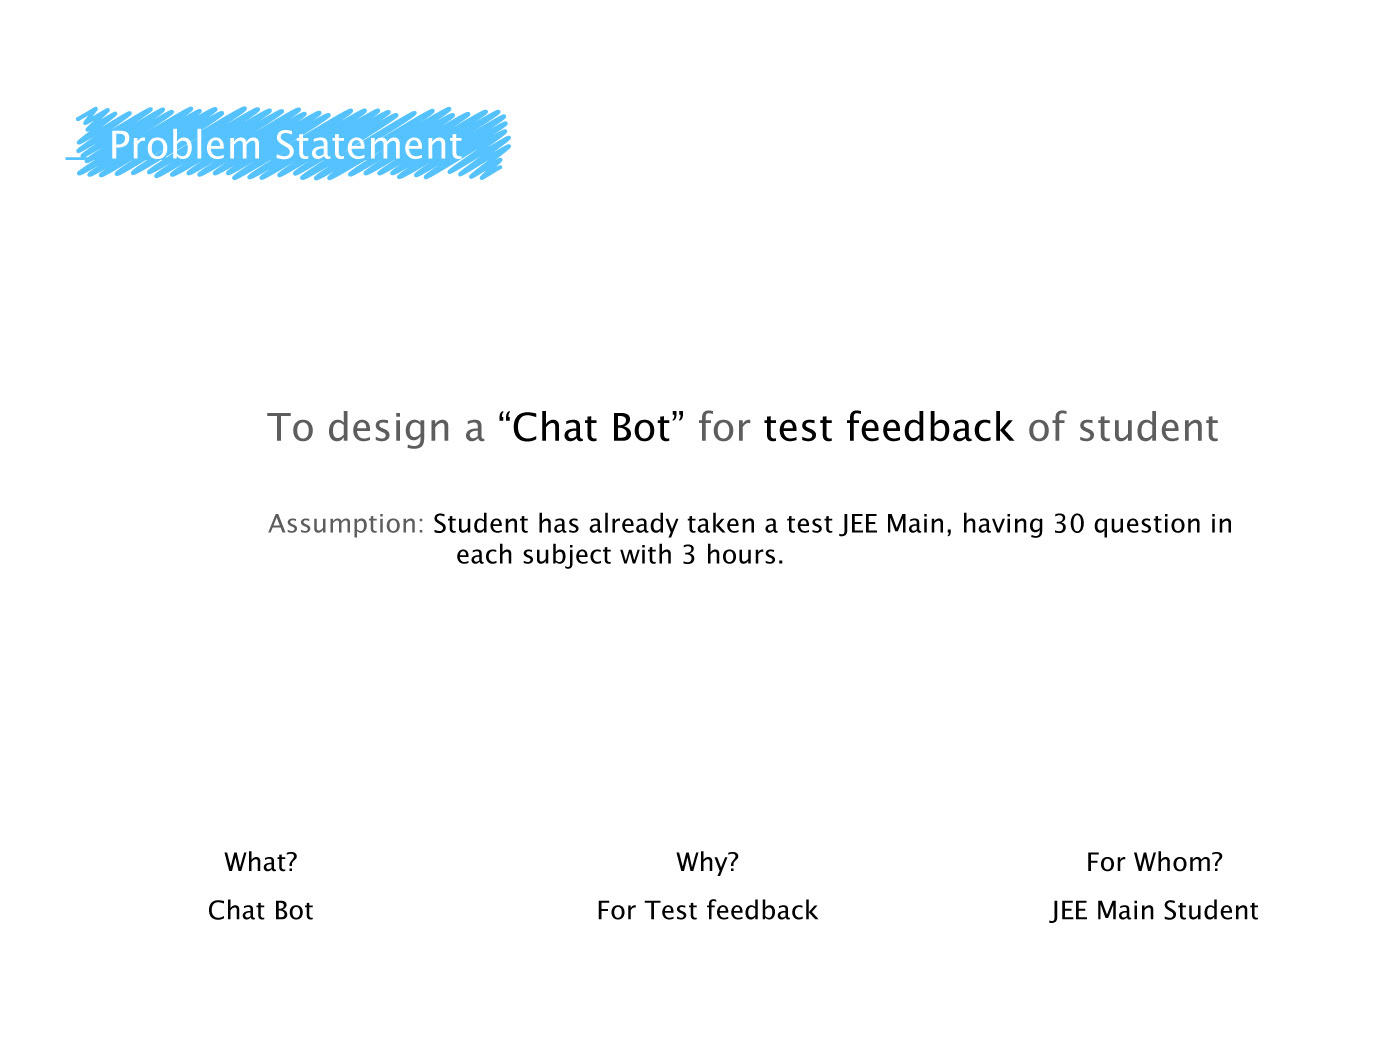 Problem Statement
To design a “Chat Bot” for test feedback of student
Assumption: Student has already taken a test JEE Main, having 30 question in
each subject with 3 hours.
What?
Chat Bot
Why?
For Test feedback
For Whom?
JEE Main Student